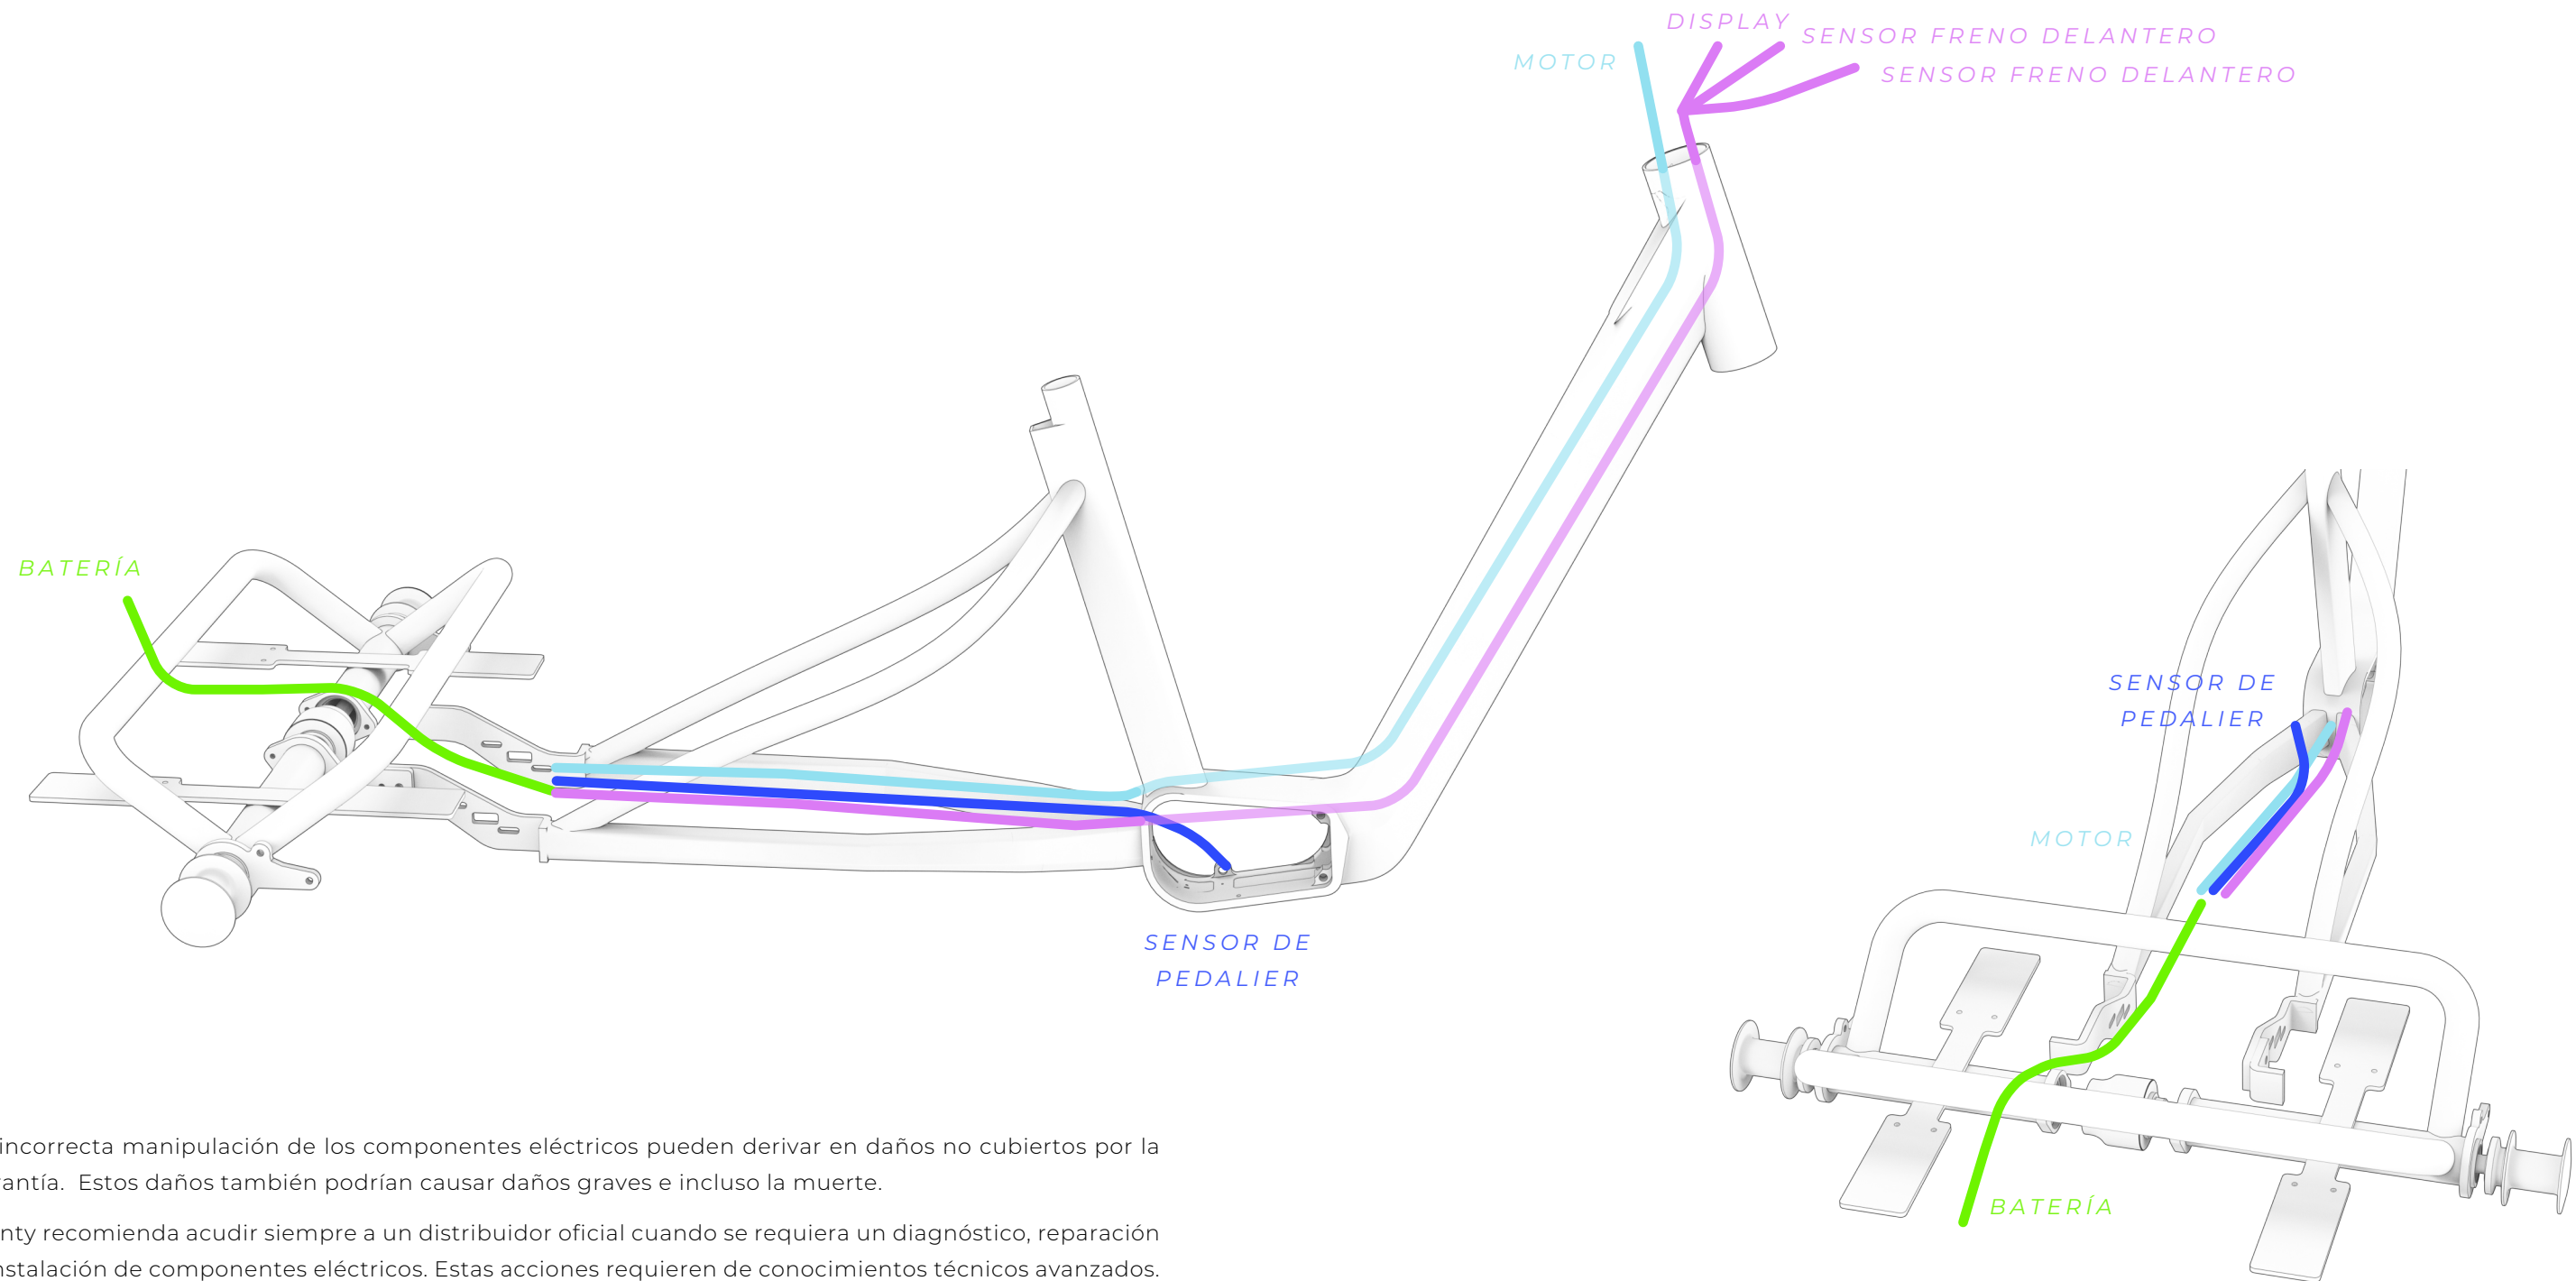 DISPLAY
SENSOR FRENO DELANTERO
MOTOR
SENSOR FRENO DELANTERO
BATERÍA
SENSOR DE
PEDALIER
MOTOR
SENSOR DE
PEDALIER
BATERÍA
incorrecta manipulación de los componentes eléctricos pueden derivar en daños no cubiertos por la
antía. Estos daños también podrían causar daños graves e incluso la muerte.
nty recomienda acudir siempre a un distribuidor oficial cuando se requiera un diagnóstico, reparación
nstalación de componentes eléctricos. Estas acciones requieren de conocimientos técnicos avanzados.